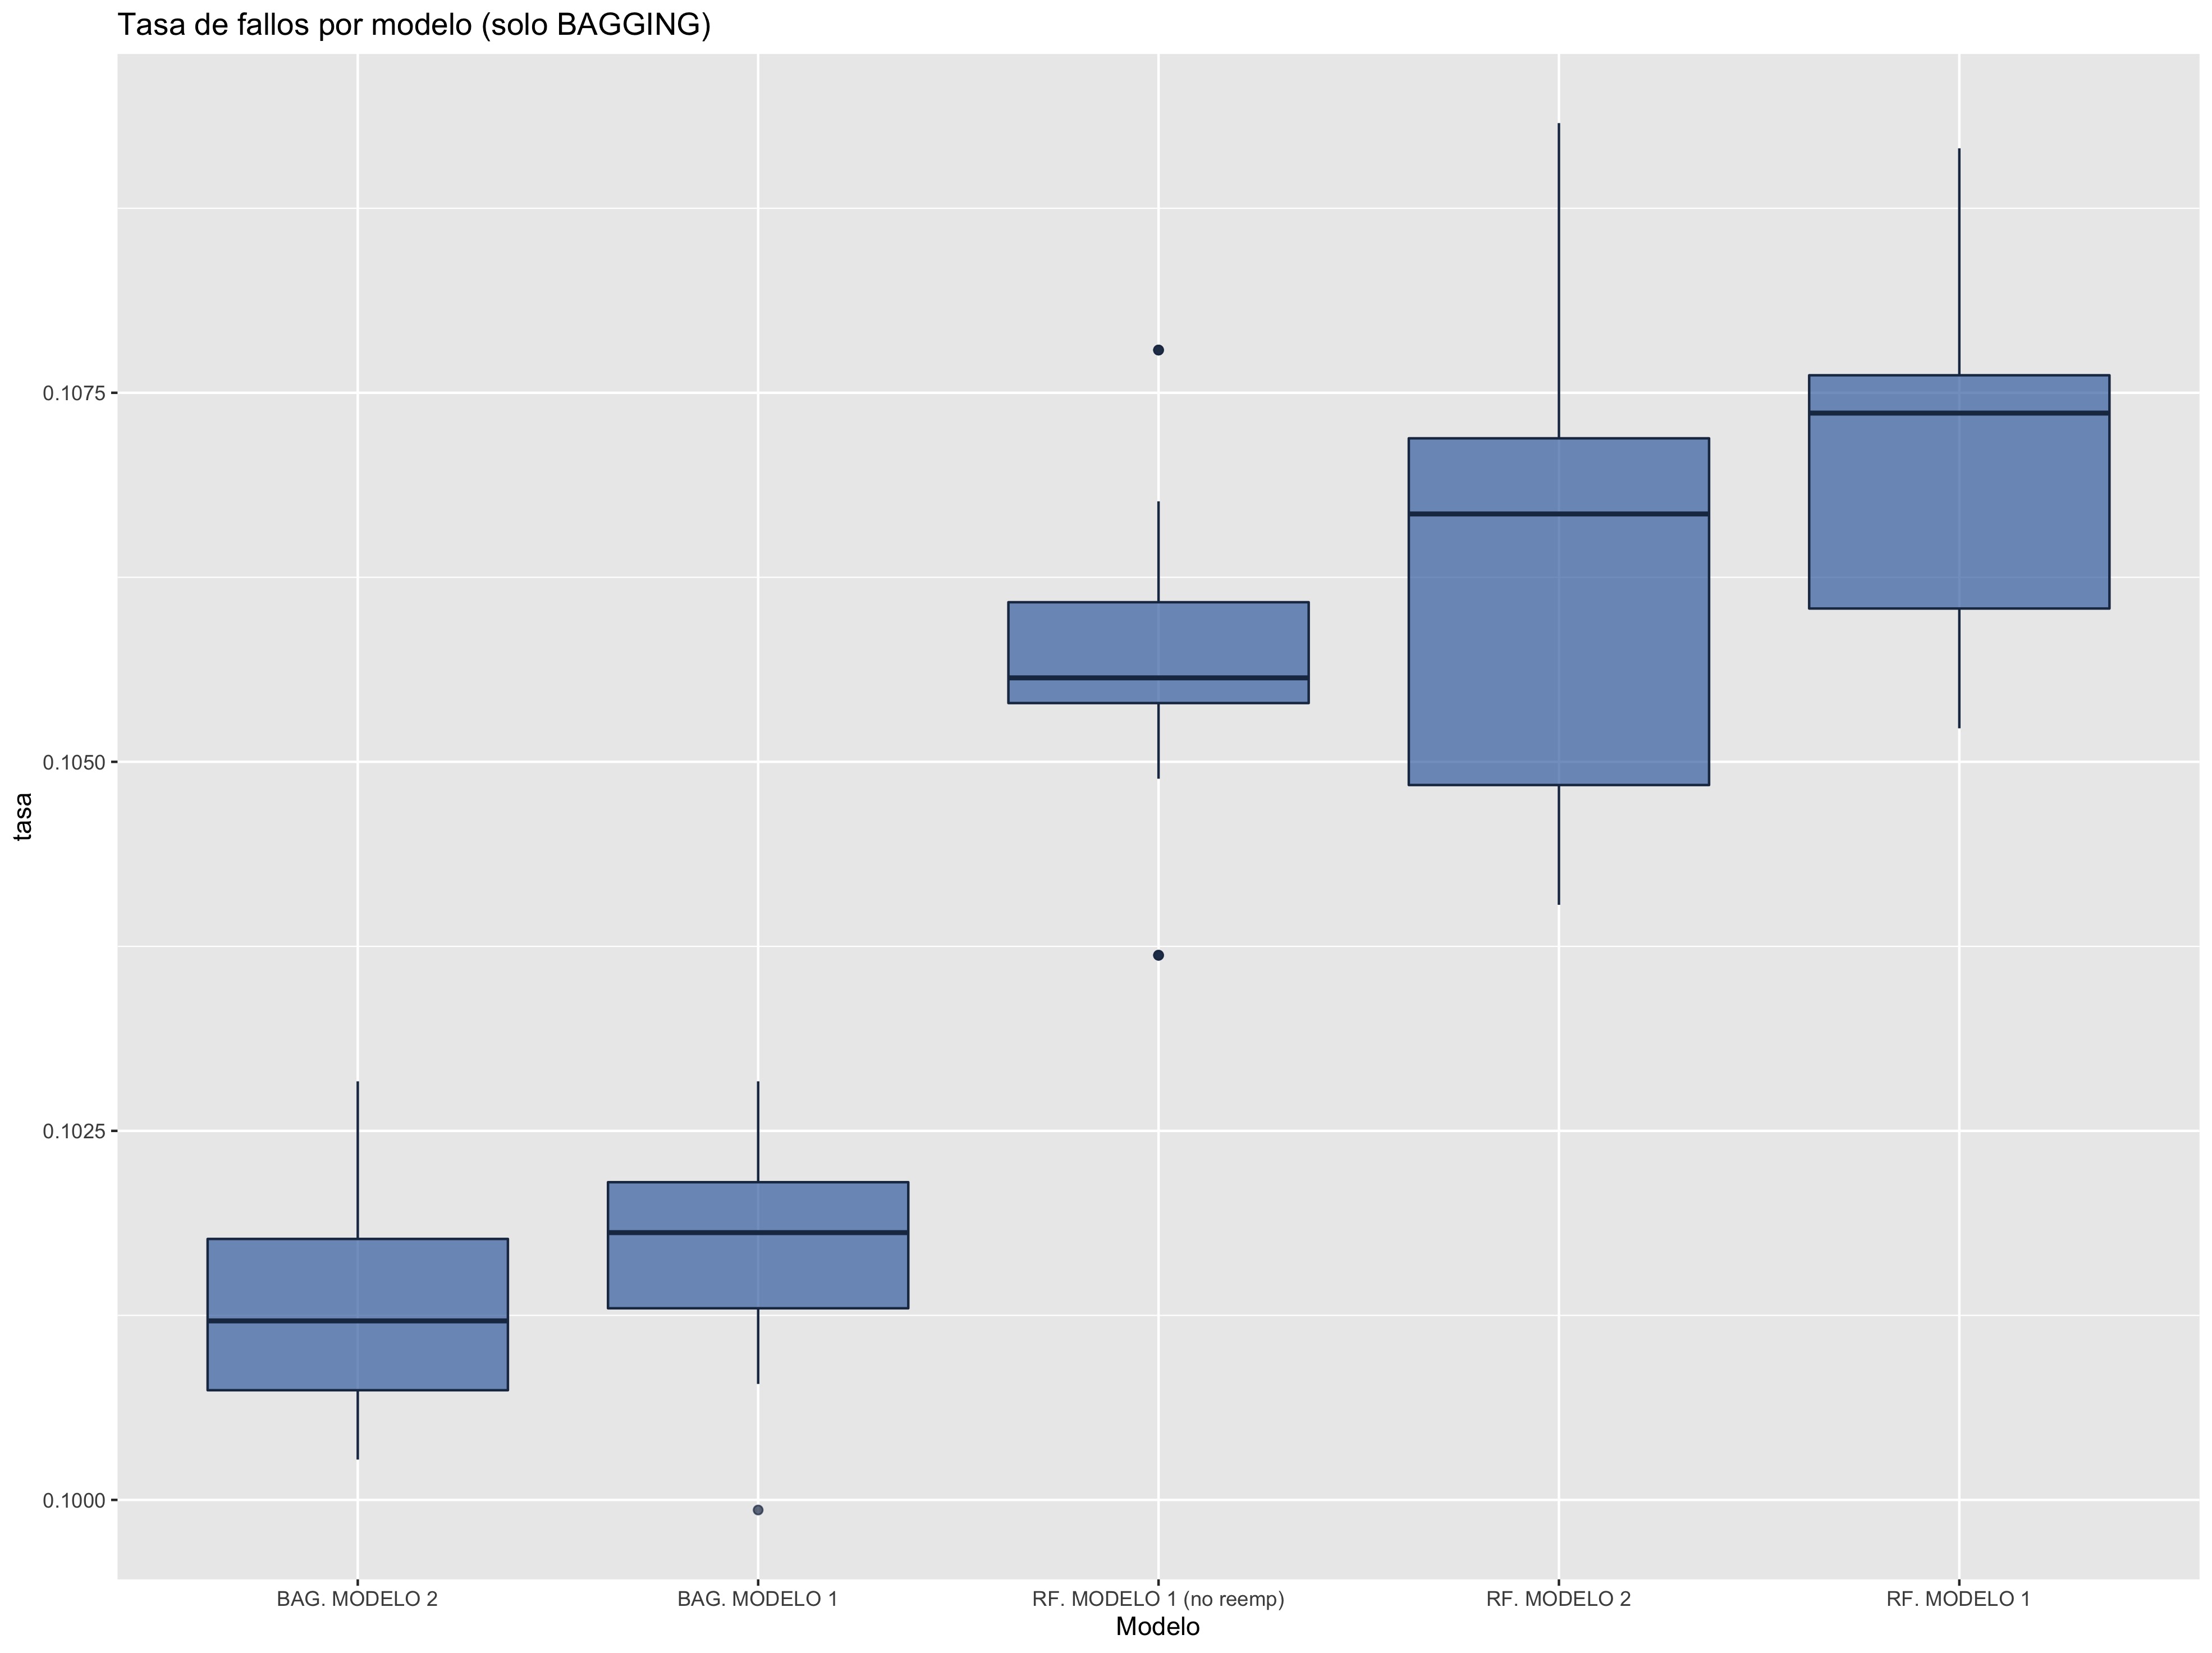 Tasa de fallos por modelo (solo BAGGING)
tasa
0.1075
0.1050
0.1025
0.1000
BAG. MODELO 2
BAG. MODELO 1
RF. MODELO 1 (no reemp)
RF. MODELO 2
RF. MODELO 1
Modelo